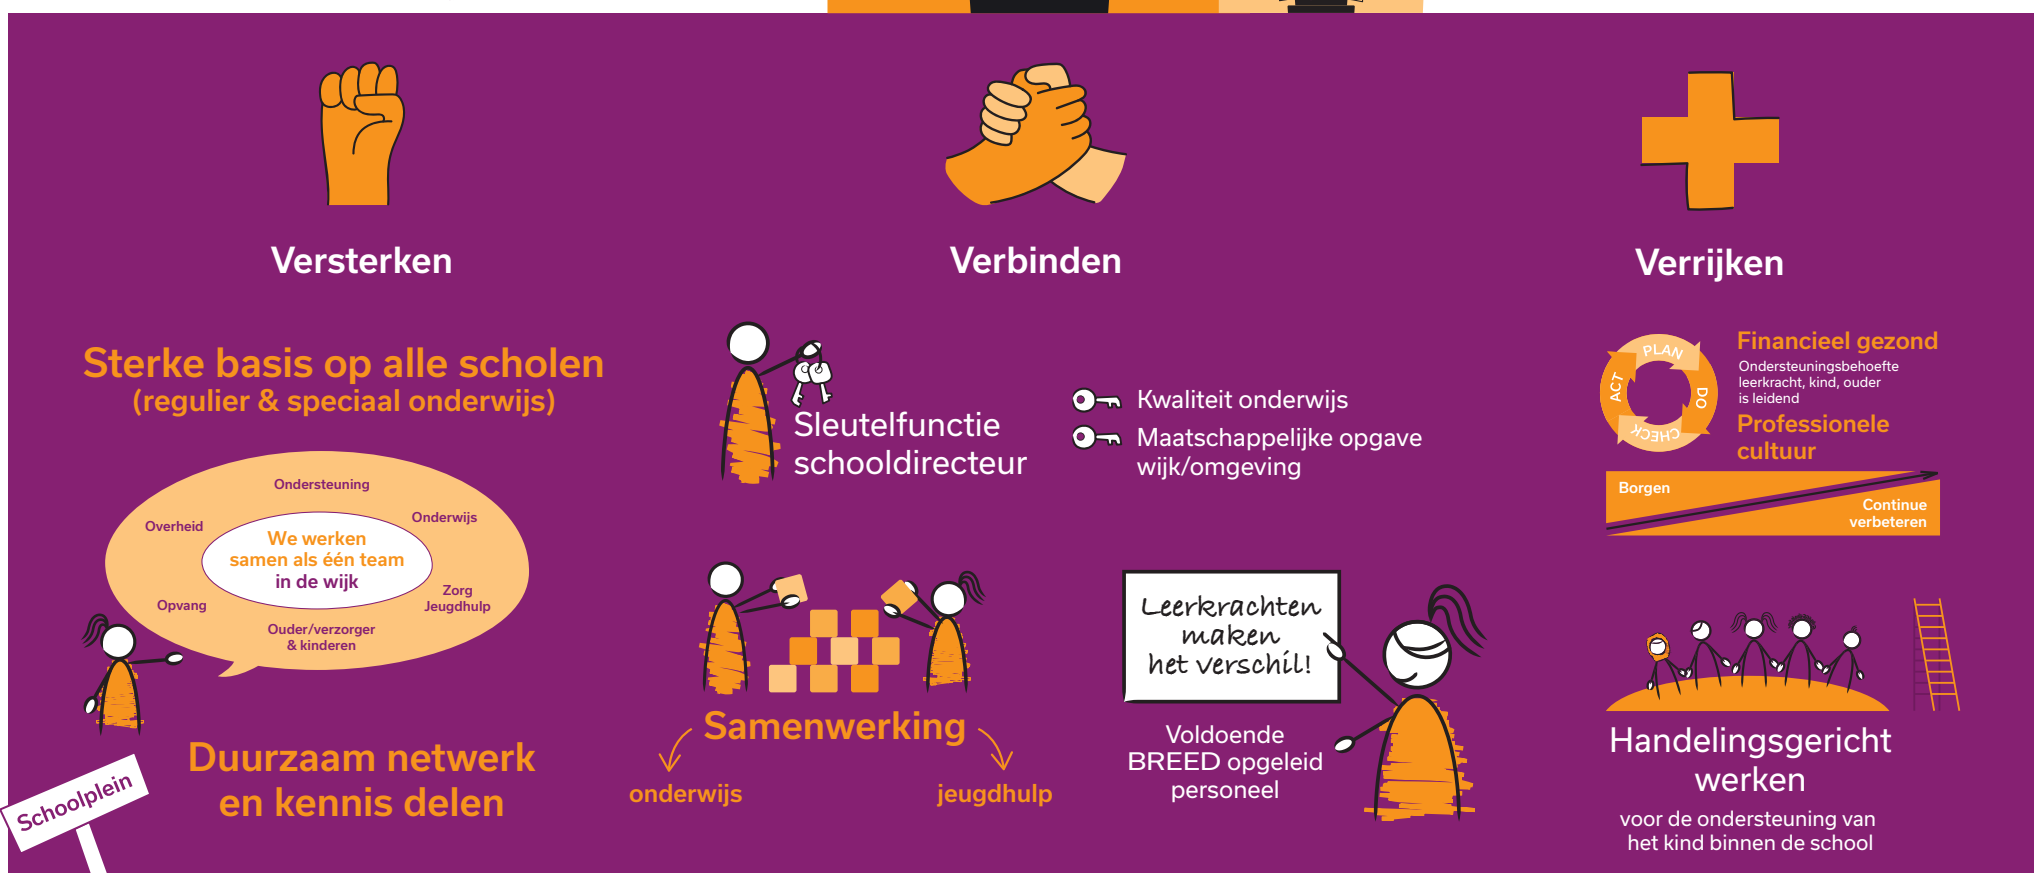 Versterken
Sterke basis op alle scholen
(regulier & speciaal onderwijs)
Ondersteuning
Overheid
Onderwijs
We werken
samen als één team
in de wijk
Opvang
Zorg
Jeugdhulp
Ouder/verzorger
& kinderen
Duurzaam netwerk
en kennis delen
Schoolplein
Verbinden
Sleutelfunctie
schooldirecteur
Kwaliteit onderwijs
Maatschappelijke opgave
wijk/omgeving
Samenwerking
onderwijs
jeugdhulp
Leerkrachten
maken
het verschil!
Voldoende
BREED opgeleid
personeel
Verrijken
PLAN
DO
CHECK
ACT
Financieel gezond
Ondersteuningsbehoefte
leerkracht, kind, ouder
is leidend
Professionele
cultuur
Borgen
Continue
verbeteren
Handelingsgericht
werken
voor de ondersteuning van
het kind binnen de school